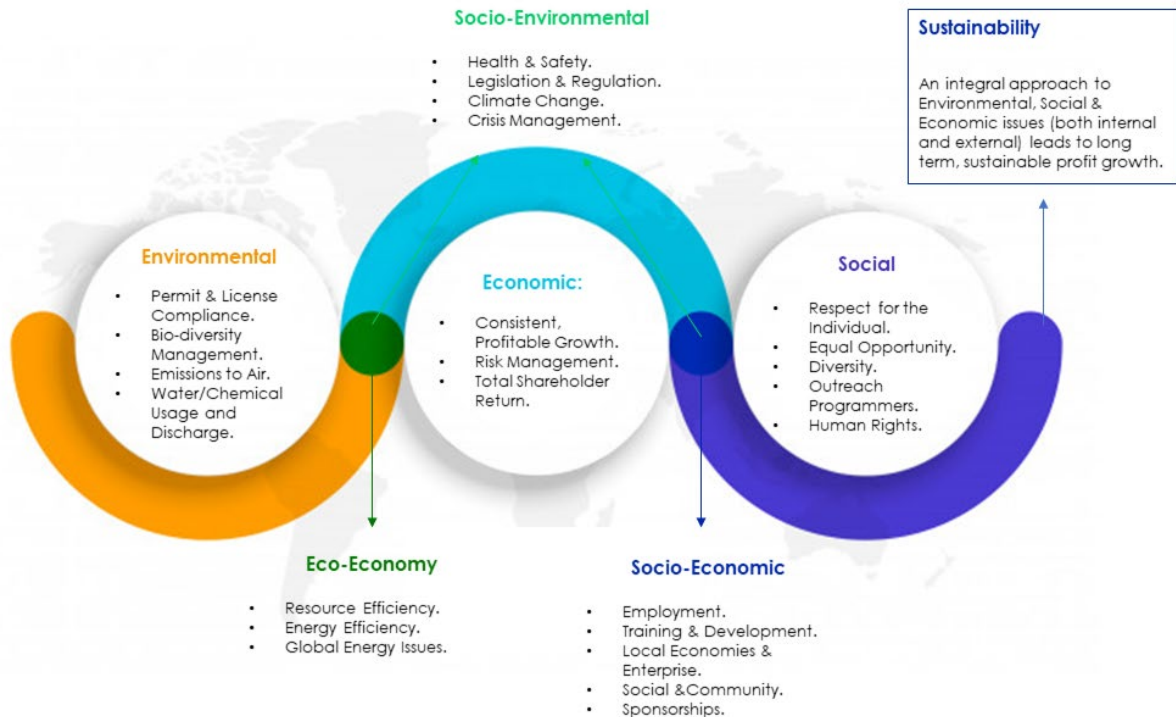 Socio-Environmental
• Health & Safety.
• Legislation & Regulation.
• Climate Change.
• Crisis Management.
Sustainability
An integral approach to
Environmental, Social &
Economic issues (both internal
and external) leads to long
term, sustainable profit growth.
Environmental
• Permit & License
Compliance.
• Bio-diversity
Management.
• Emissions to Air.
• Water/Chemical
Usage and
Discharge.
Economic:
• Consistent,
Profitable Growth.
• Risk Management.
• Total Shareholder
Return.
Social
• Respect for the
Individual.
• Equal Opportunity.
• Diversity.
• Outreach
Programmers.
• Human Rights.
Eco-Economy
• Resource Efficiency.
• Energy Efficiency.
• Global Energy Issues.
Socio-Economic
• Employment.
• Training & Development.
• Local Economies &
Enterprise.
• Social &Community.
• Sponsorships.